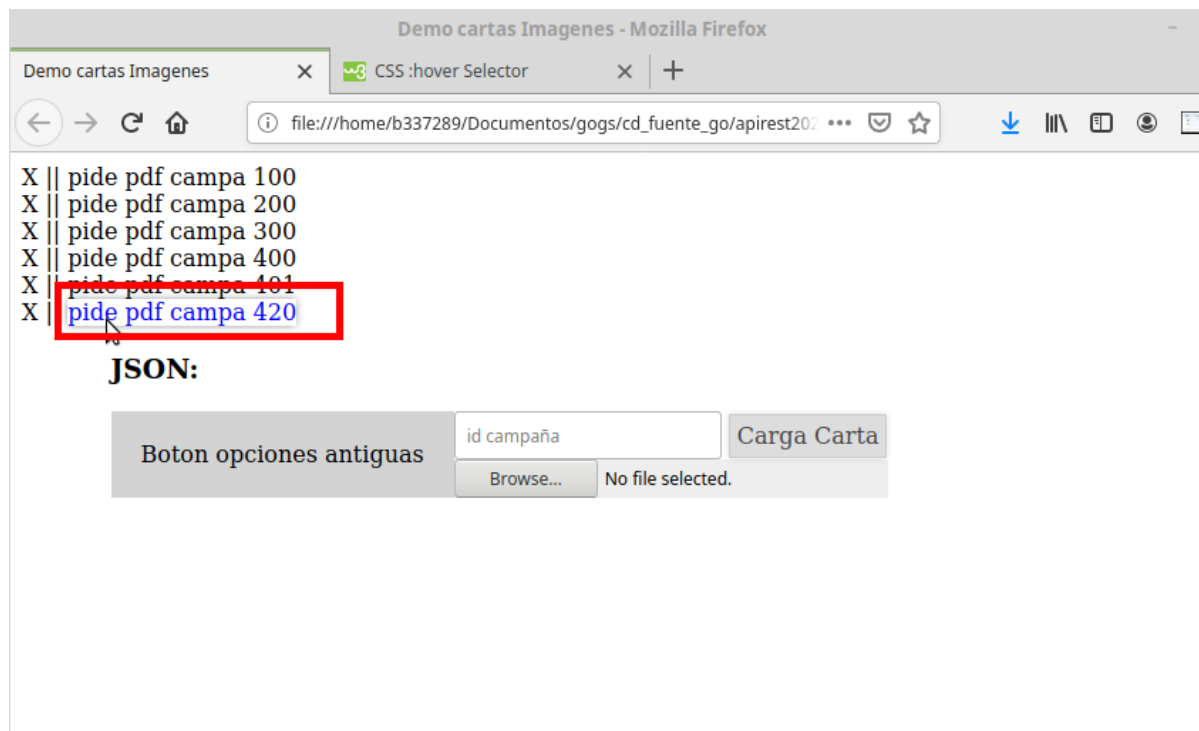 Demo cartas Imagenes - Mozilla Firefox
Demo cartas Imagenes
CSS :hover Selector
file:///home/b337289/Documentos/gogs/cd_fuente_go/apirest202
X || pide pdf campa 100
X || pide pdf campa 200
X || pide pdf campa 300
X || pide pdf campa 400
X || pide pdf campa 401
X || pide pdf campa 420
JSON:
Boton opciones antiguas
id campaña
Carga Carta
Browse...
No file selected.